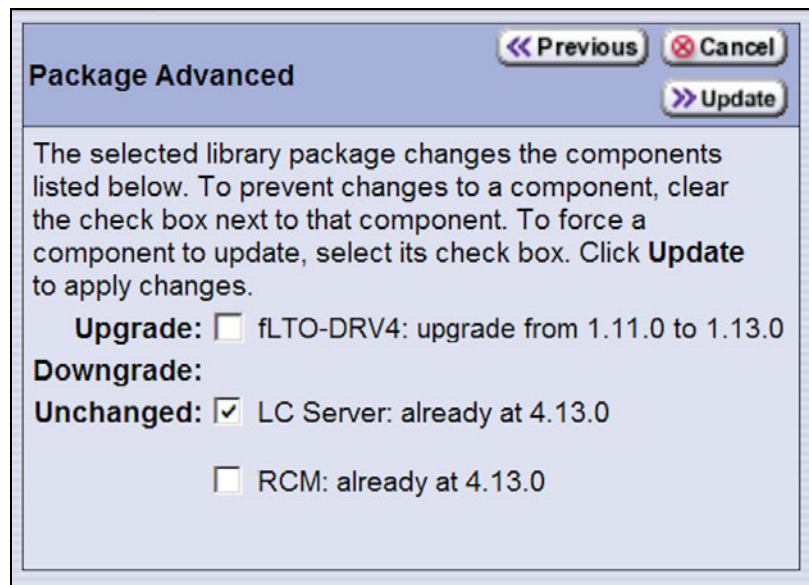 Previous
Cancel
Package Advanced
Update
The selected library package changes the components
listed below. To prevent changes to a component, clear
the check box next to that component. To force a
component to update, select its check box. Click Update
to apply changes.
Upgrade: fLTO-DRV4: upgrade from 1.11.0 to 1.13.0
Downgrade:
Unchanged: LC Server: already at 4.13.0
RCM: already at 4.13.0